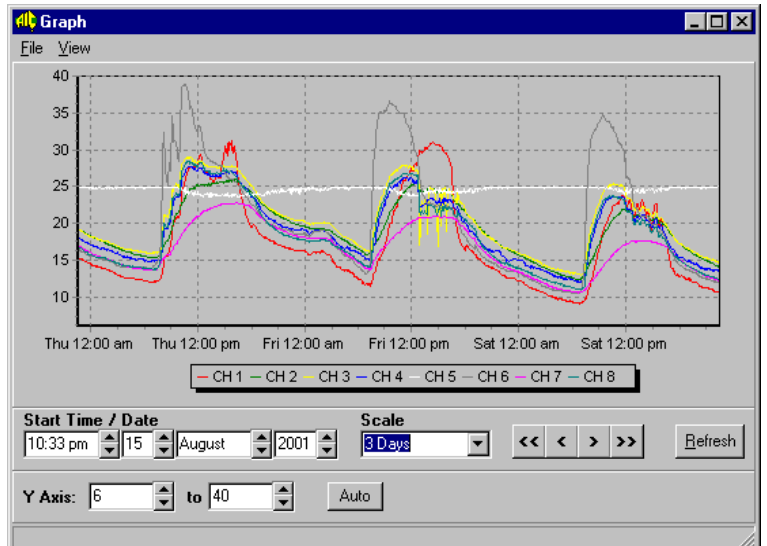 Graph
File View
40
35
30
25
20
15
10
Thu 12:00 am Thu 12:00 pm Fri 12:00 am Fri 12:00 pm Sat 12:00 am Sat 12:00 pm
CH 1 CH 2 CH 3 CH 4 CH 5 CH 6 CH 7 CH 8
Start Time / Date Scale
10:33 pm 15 August 2001 3 Days << < > >> Refresh
Y Axis: 6 to 40 Auto